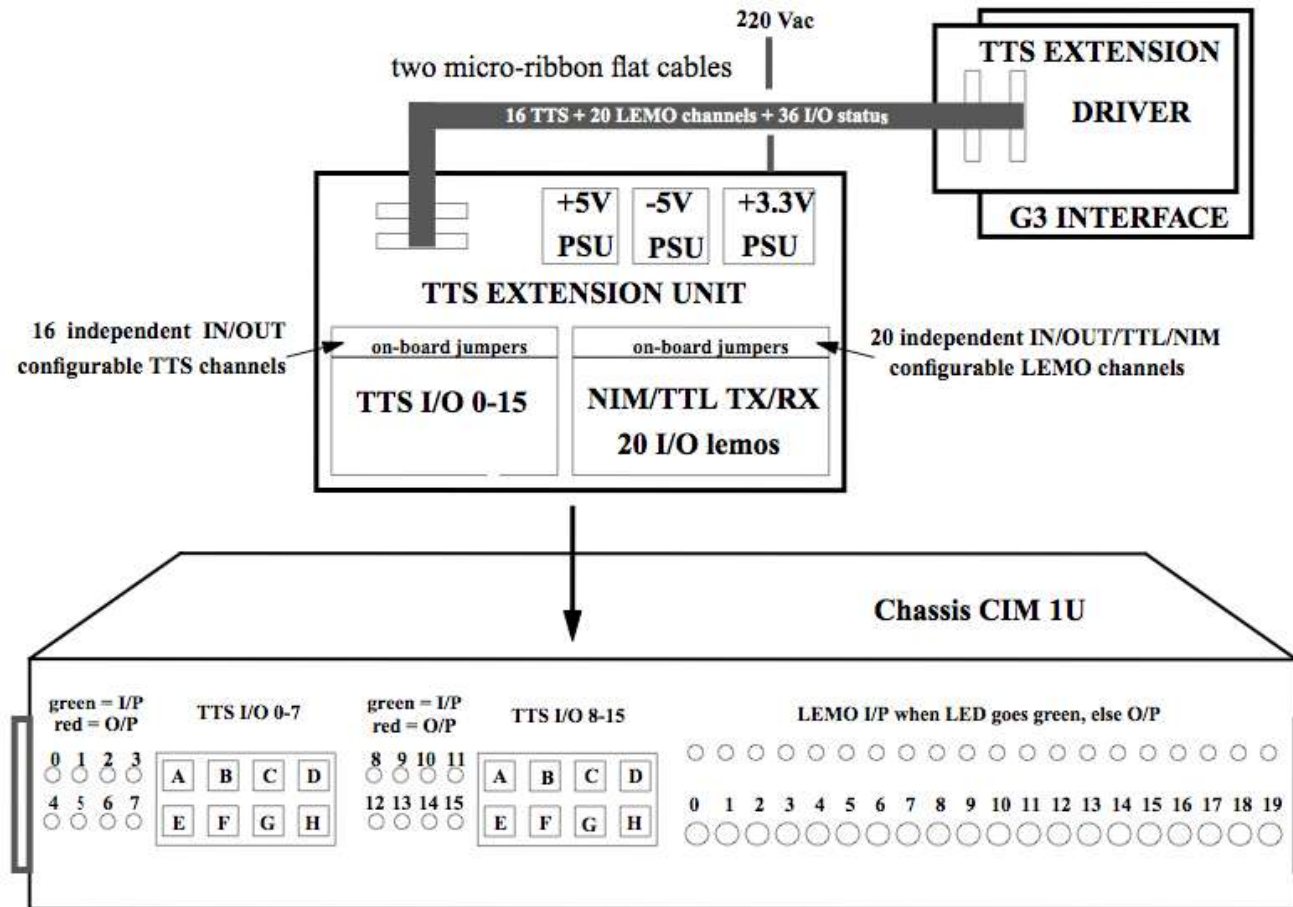 220 Vac
two micro-ribbon flat cables
TTS EXTENSION
DRIVER
16 TTS + 20 LEMO channels + 36 I/O status
G3 INTERFACE
+5V
PSU
-5V
PSU
+3.3V
PSU
TTS EXTENSION UNIT
16 independent IN/OUT
configurable TTS channels
on-board jumpers
on-board jumpers
20 independent IN/OUT/TTL/NIM
configurable LEMO channels
TTS I/O 0-15
NIM/TTL TX/RX
20 I/O lemos
Chassis CIM 1U
green = I/P
red = O/P
TTS I/O 0-7
green = I/P
red = O/P
TTS I/O 8-15
LEMO I/P when LED goes green, else O/P
0 1 2 3
4 5 6 7
A B C D
E F G H
8 9 10 11
12 13 14 15
A B C D
E F G H
0 1 2 3 4 5 6 7 8 9 10 11 12 13 14 15 16 17 18 19